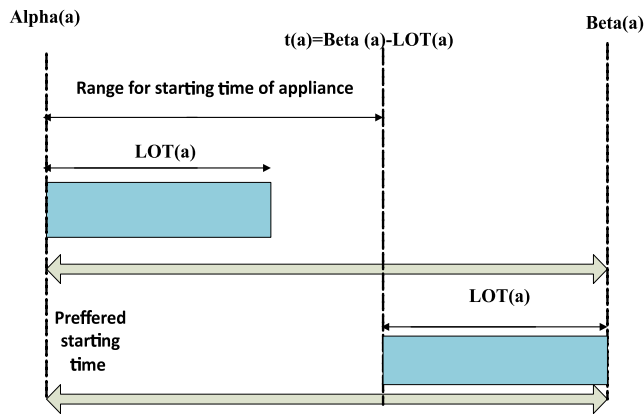 Alpha(a)
Beta(a)
t(a)=Beta (a)-LOT(a)
Range for starting time of appliance
LOT(a)
LOT(a)
Preffered
starting
time